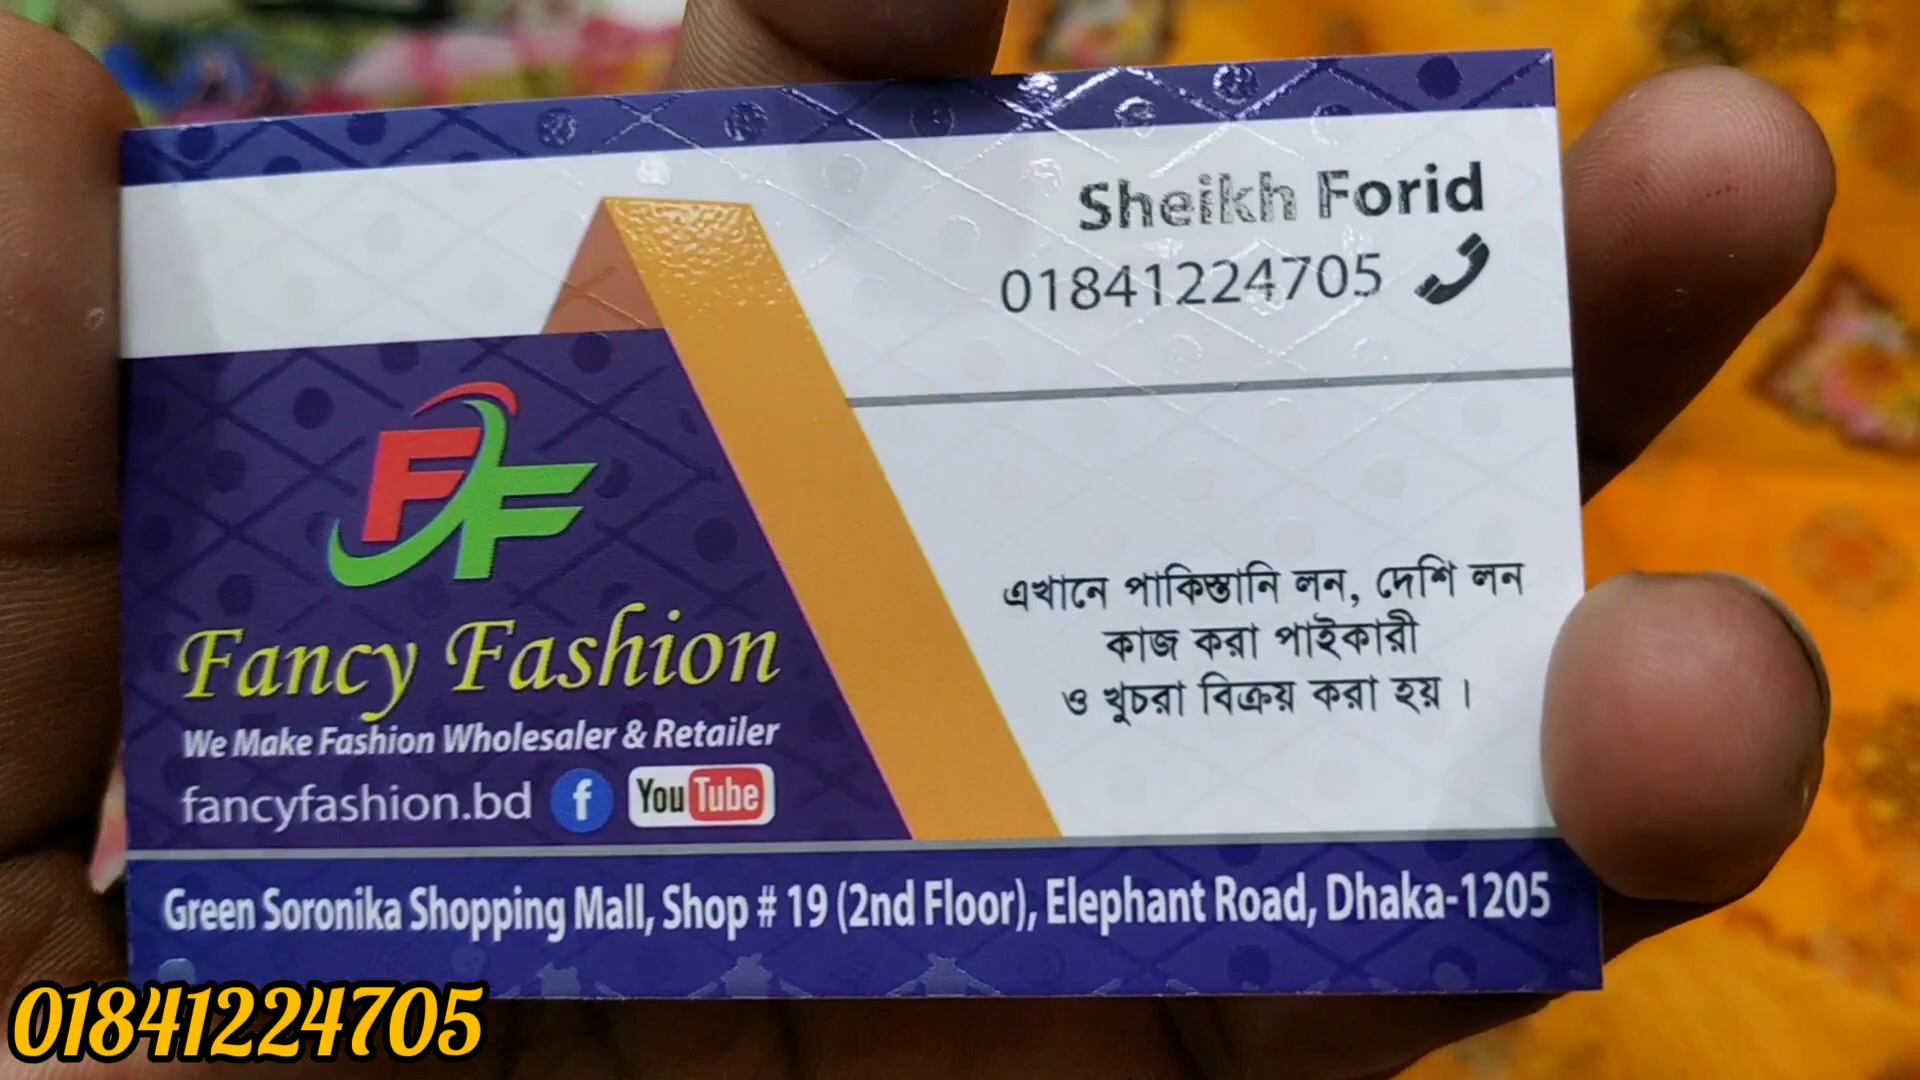 Sheikh Forid
01841224705
FF
Fancy Fashion
We Make Fashion Wholesaler & Retailer
fancyfashion.bd f YouTube
এখানে পাকিস্তানি লন, দেশি লন
কাজ করা পাইকারী
ও খুচরা বিক্রয় করা হয়।
Green Soronika Shopping Mall, Shop # 19 (2nd Floor), Elephant Road, Dhaka-1205
01841224705